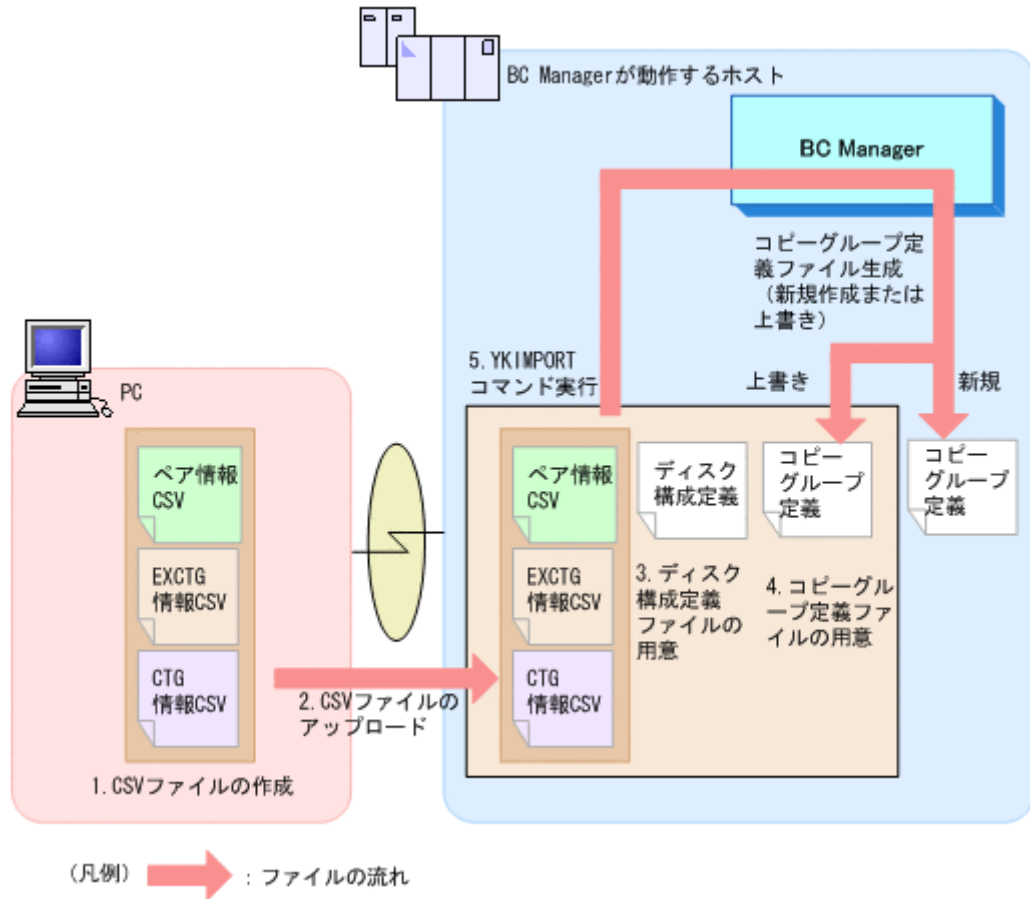 BC Managerが動作するホスト
BC Manager
コピーグループ定
義ファイル生成
（新規作成または
上書き）
5.YKIMPORT
コマンド実行
上書き
新規
PC
ペア情報
CSV
EXCTG
情報CSV
CTG
情報CSV
1.CSVファイルの作成
2.CSVファイルの
アップロード
ペア情報
CSV
EXCTG
情報CSV
CTG
情報CSV
ディスク
構成定義
3.ディスク
構成定義
ファイルの
用意
コピー
グループ
定義
4.コピーグル
ープ定義ファ
イルの用意
コピー
グループ
定義
（凡例）
：ファイルの流れ